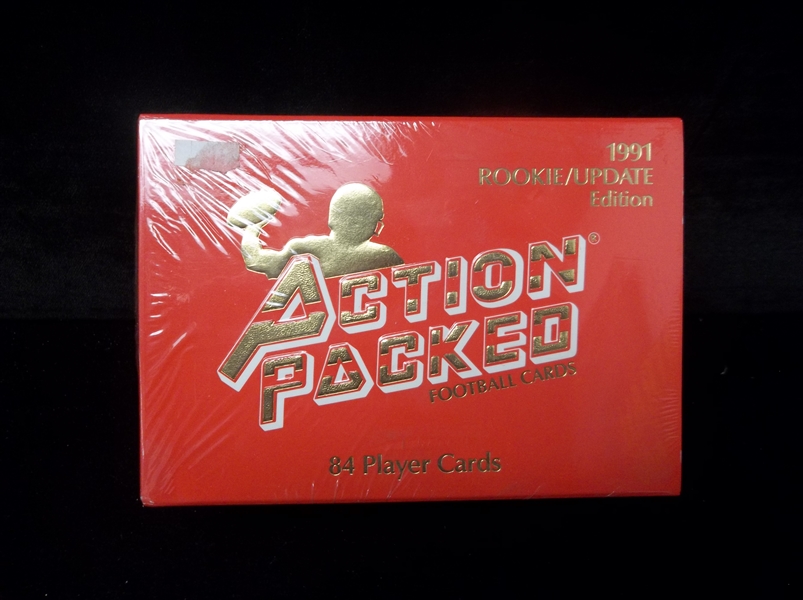 1991
ROOKIE/UPDATE
Edition
ACTION®
PACKED
FOOTBALL CARDS
84 Player Cards